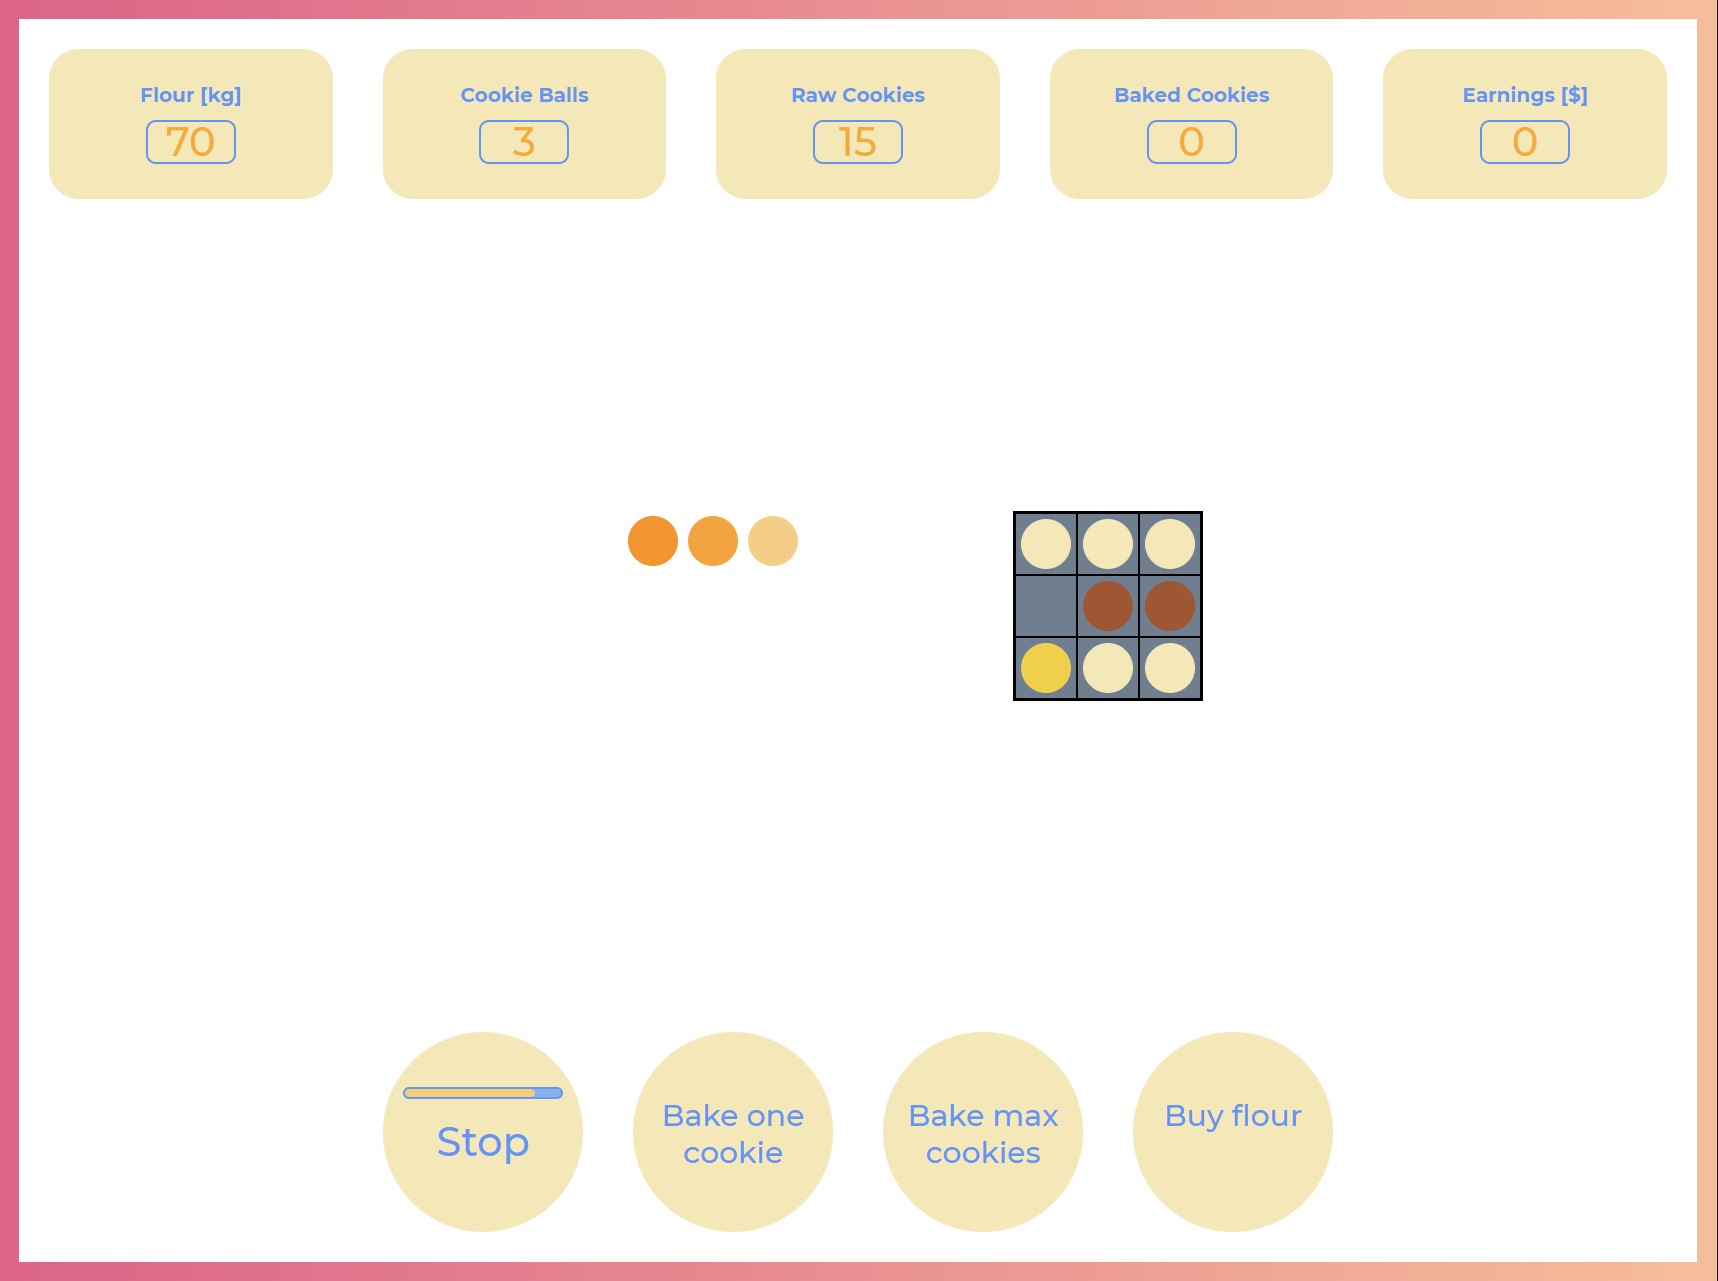 Flour [kg]
70
Cookie Balls
3
Raw Cookies
15
Baked Cookies
0
Earnings [$]
0
Stop
Bake one
cookie
Bake max
cookies
Buy flour